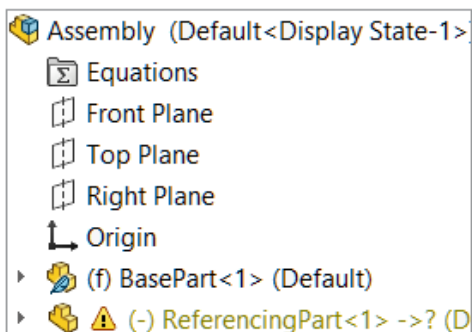 Assembly (Default<Display State-1>
Equations
Front Plane
Top Plane
Right Plane
Origin
(f) BasePart<1> (Default)
(-) ReferencingPart<1> ->? (D